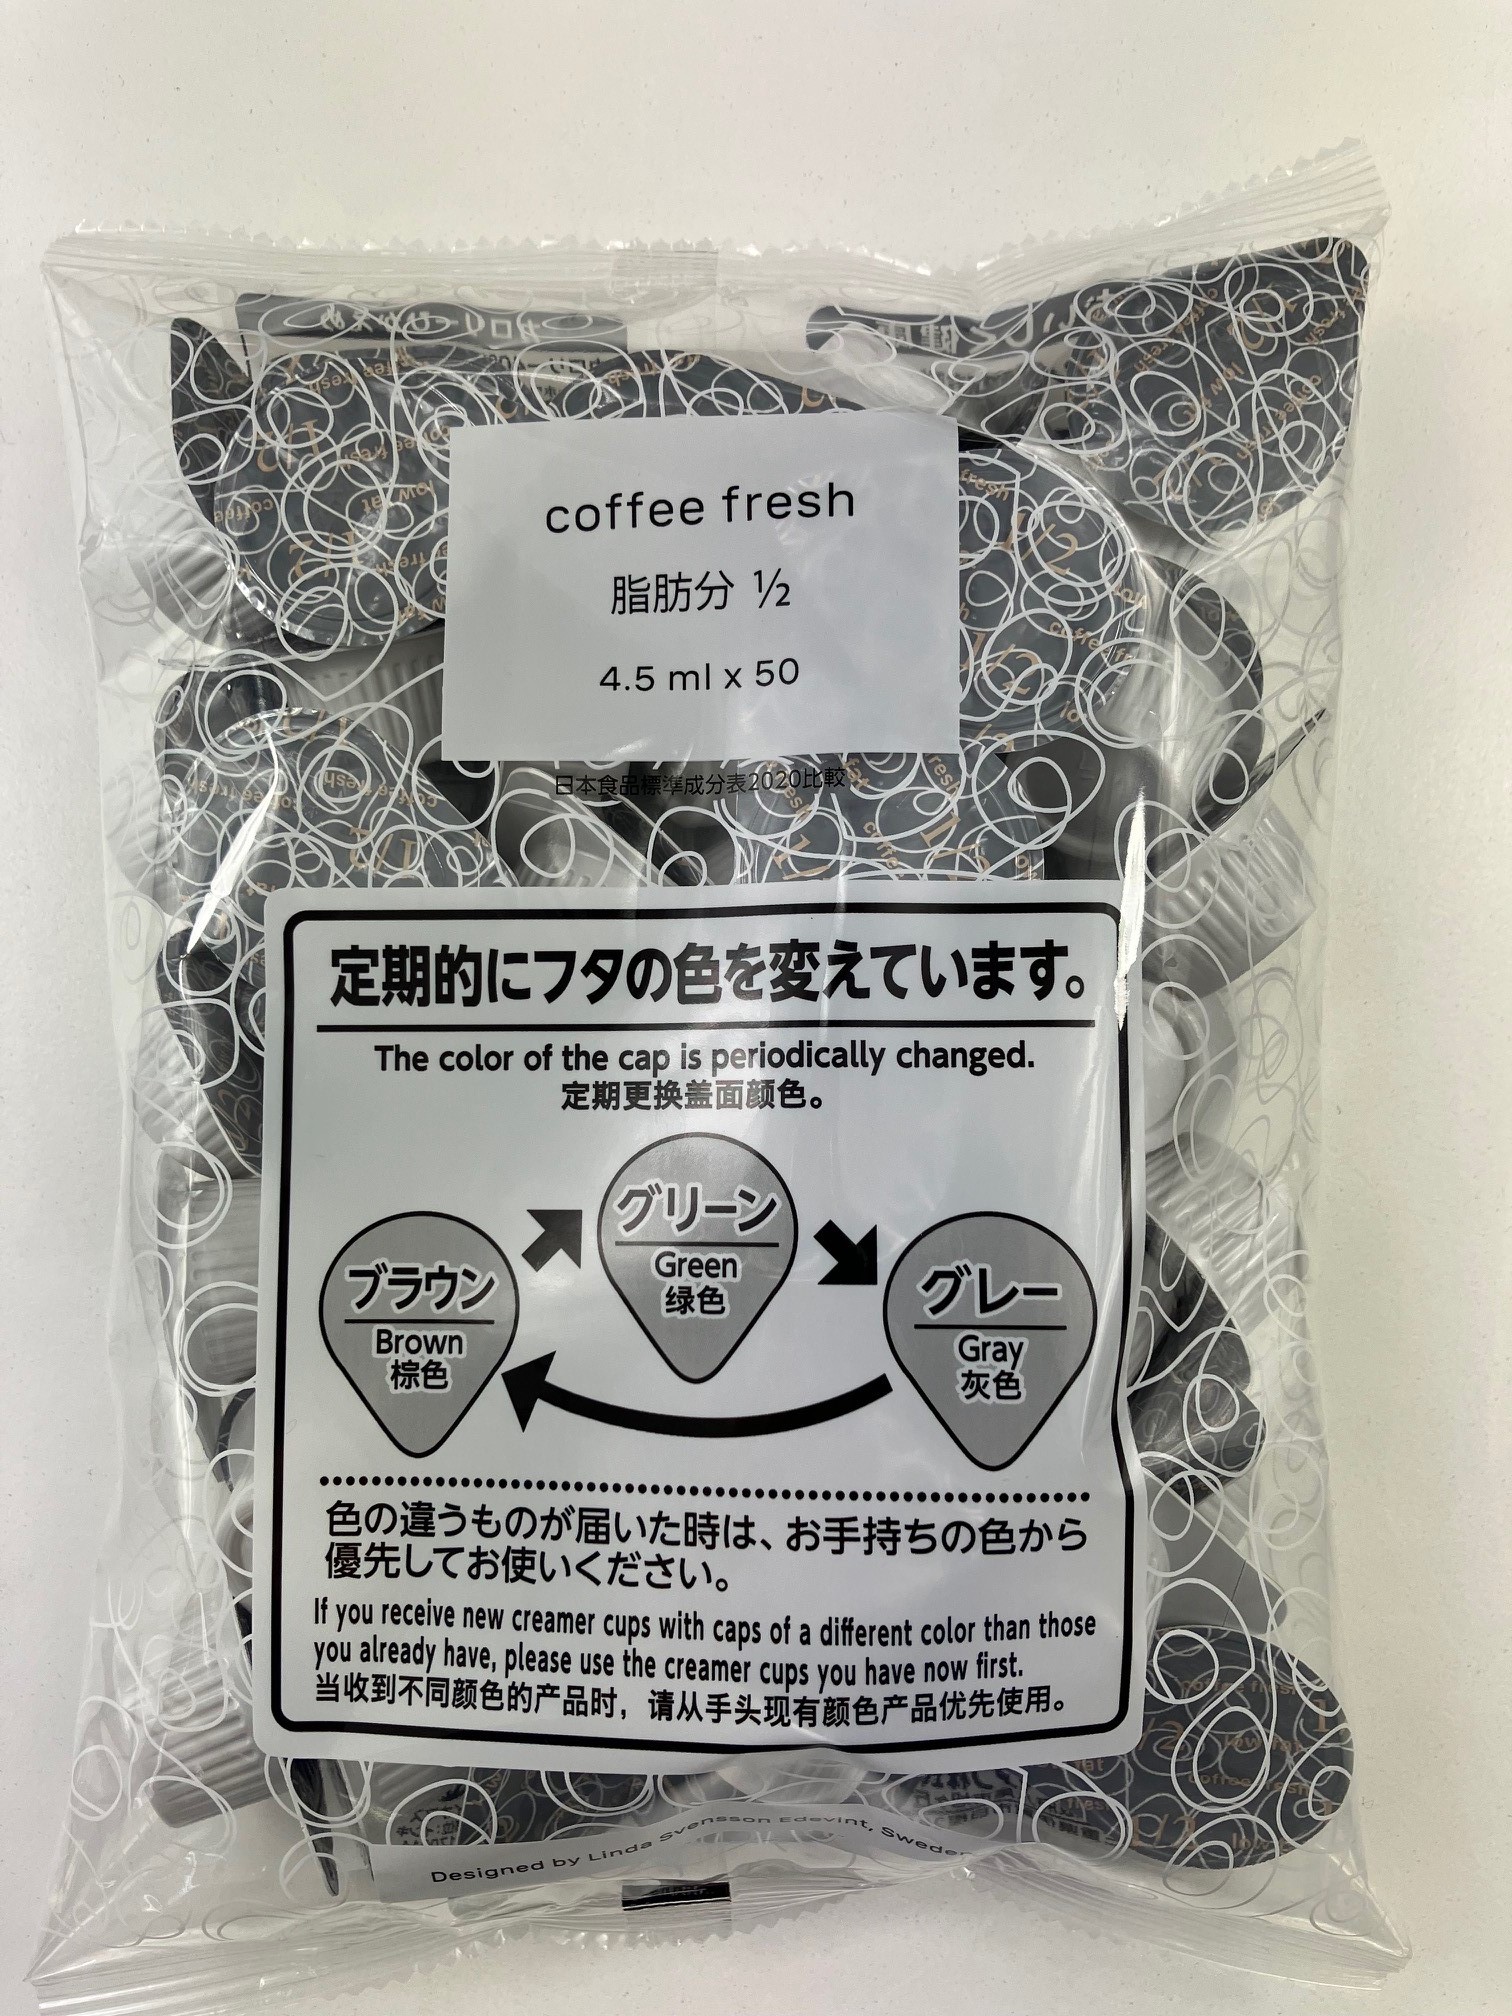 coffee fresh
脂肪分 ½
4.5 ml x 50
日本食品標準成分表2020比較
定期的にフタの色を変えています。
The color of the cap is periodically changed.
定期更换盖面颜色。
グリーン
Green
绿色
ブラウン
Brown
棕色
グレー
Gray
灰色
色の違うものが届いた時は、お手持ちの色から
優先してお使いください。
If you receive new creamer cups with caps of a different color than those
you already have, please use the creamer cups you have now first.
当收到不同颜色的产品时，请从手头现有颜色产品优先使用。
Designed by Linda Svensson Edevint, Sweden